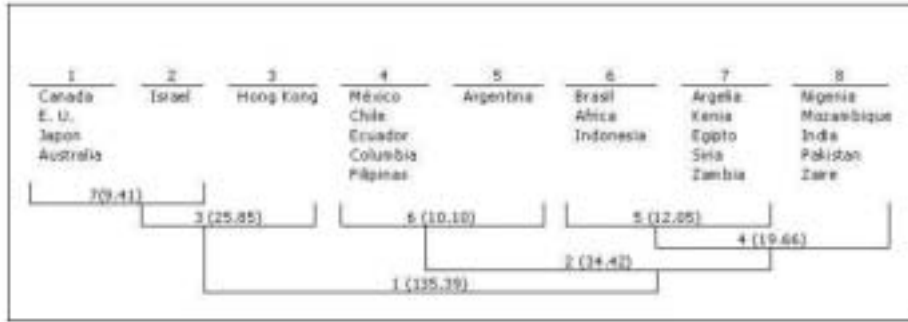 1 2 3 4 5 6 7 8
Canada Israel Hong Kong México Argentina Brasil Argelia Nigeria
E. U. Chile Africa Kenia Mozambique
Japon Ecuador Indonesia Egipto India
Australia Columbia Siria Pakistan
Pilipinas Zambia Zaire
7(9.41)
3 (25.85) 6 (10.10) 5 (12.05)
4 (19.66)
2 (34.42)
1 (135.39)